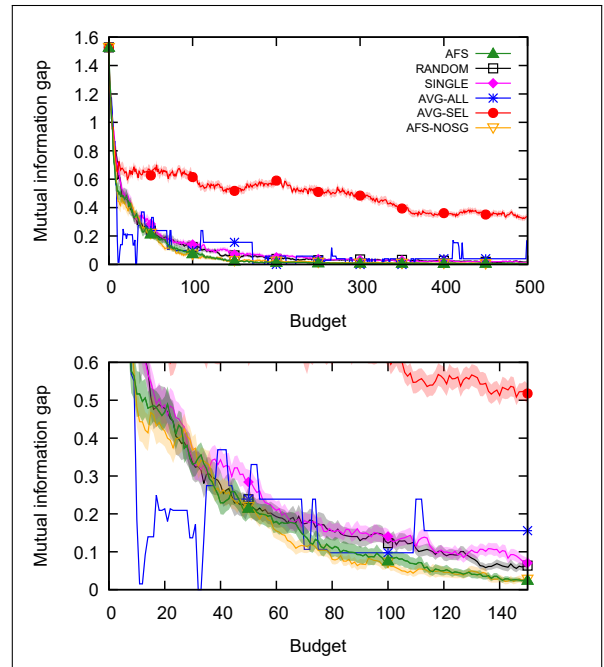 1.6
1.4
1.2
1
0.8
0.6
0.4
0.2
0
Mutual information gap
AFS
RANDOM
SINGLE
AVG-ALL
AVG-SEL
AFS-NOSG
0 100 200 300 400 500
Budget
0.6
0.5
0.4
0.3
0.2
0.1
0
Mutual information gap
0 20 40 60 80 100 120 140
Budget